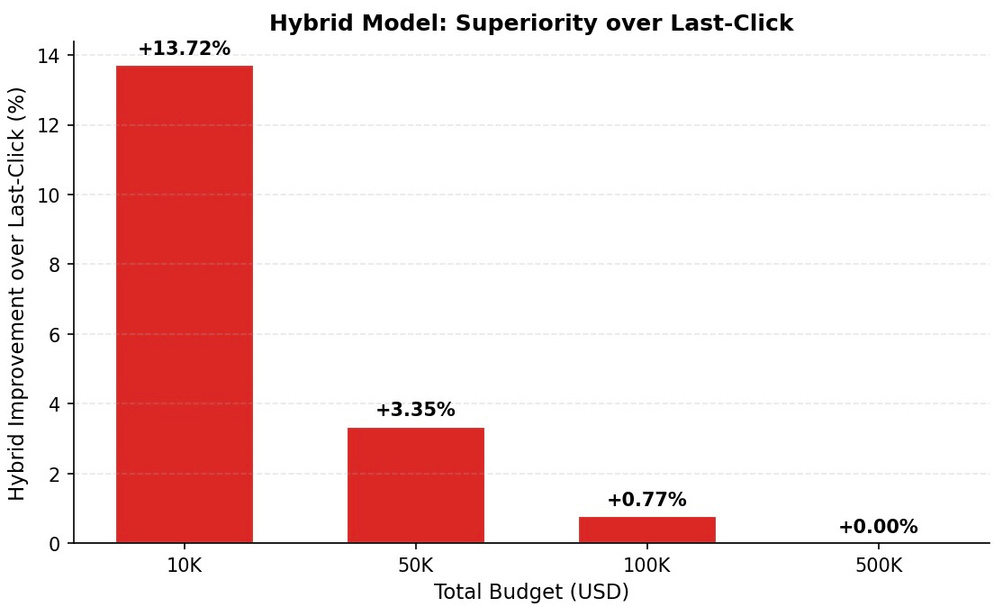 Hybrid Model: Superiority over Last-Click
Hybrid Improvement over Last-Click (%)
14
12
10
8
6
4
2
0
+13.72%
+3.35%
+0.77%
+0.00%
10K
50K
100K
500K
Total Budget (USD)